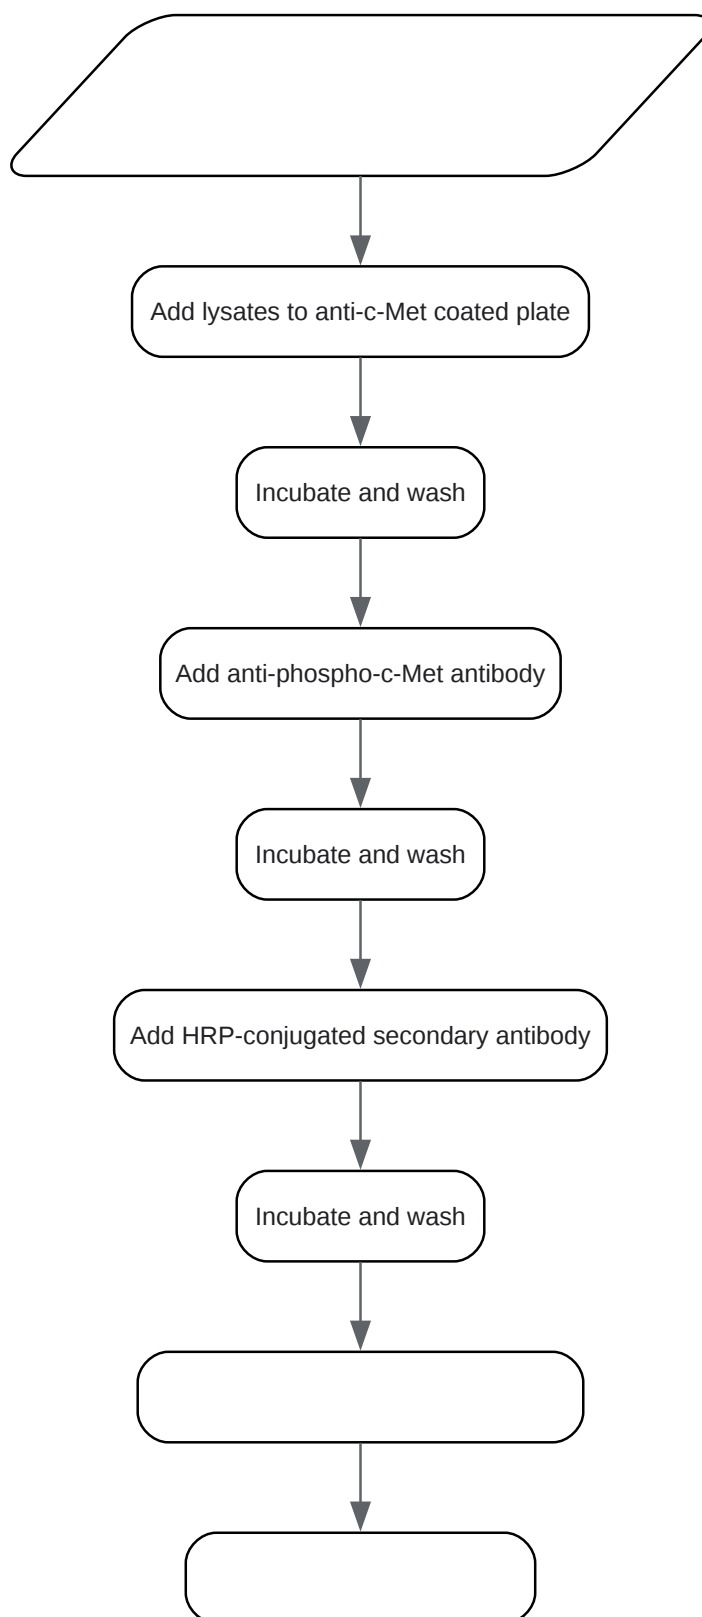 Add lysates to anti-c-Met coated plate
Incubate and wash
Add anti-phospho-c-Met antibody
Incubate and wash
Add HRP-conjugated secondary antibody
Incubate and wash